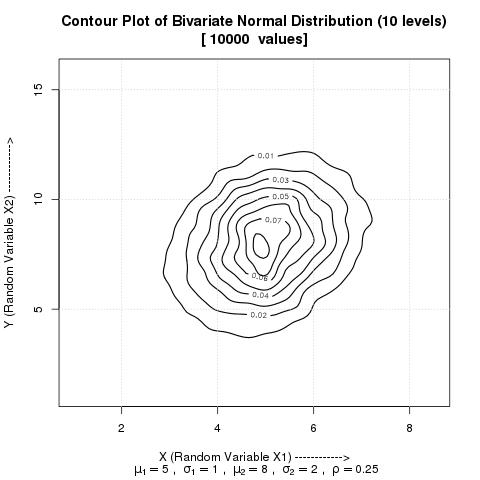 Contour Plot of Bivariate Normal Distribution (10 levels)
[ 10000  values]
Y (Random Variable X2) ------------>
15
10
5
0.01
0.03
0.05
0.07
0.06
0.04
0.02
2
4
6
8
X (Random Variable X1) ------------>
μ₁ = 5 ,  σ₁ = 1 ,  μ₂ = 8 ,  σ₂ = 2 ,  ρ = 0.25